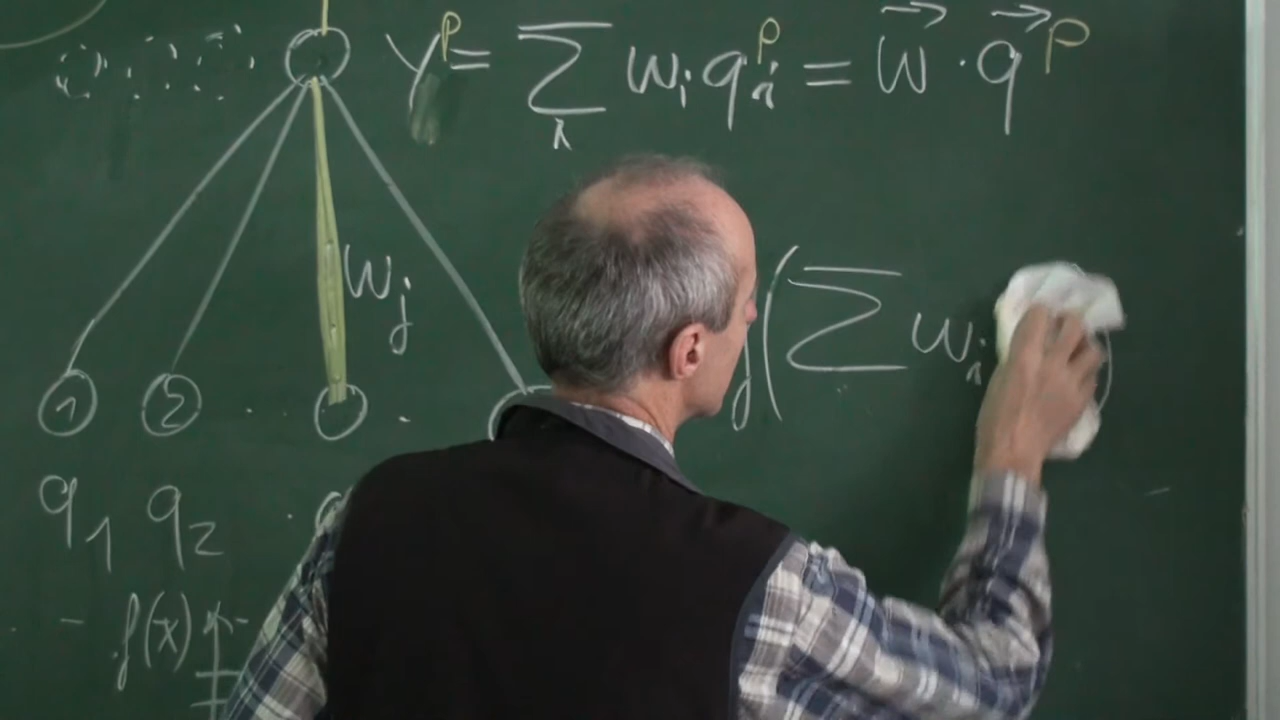 Y^p = Σ_i w_i q_i^p = w⃗ · q⃗^p
w_j
g(Σ w_i )
1 2
q_1 q_2
f(x)